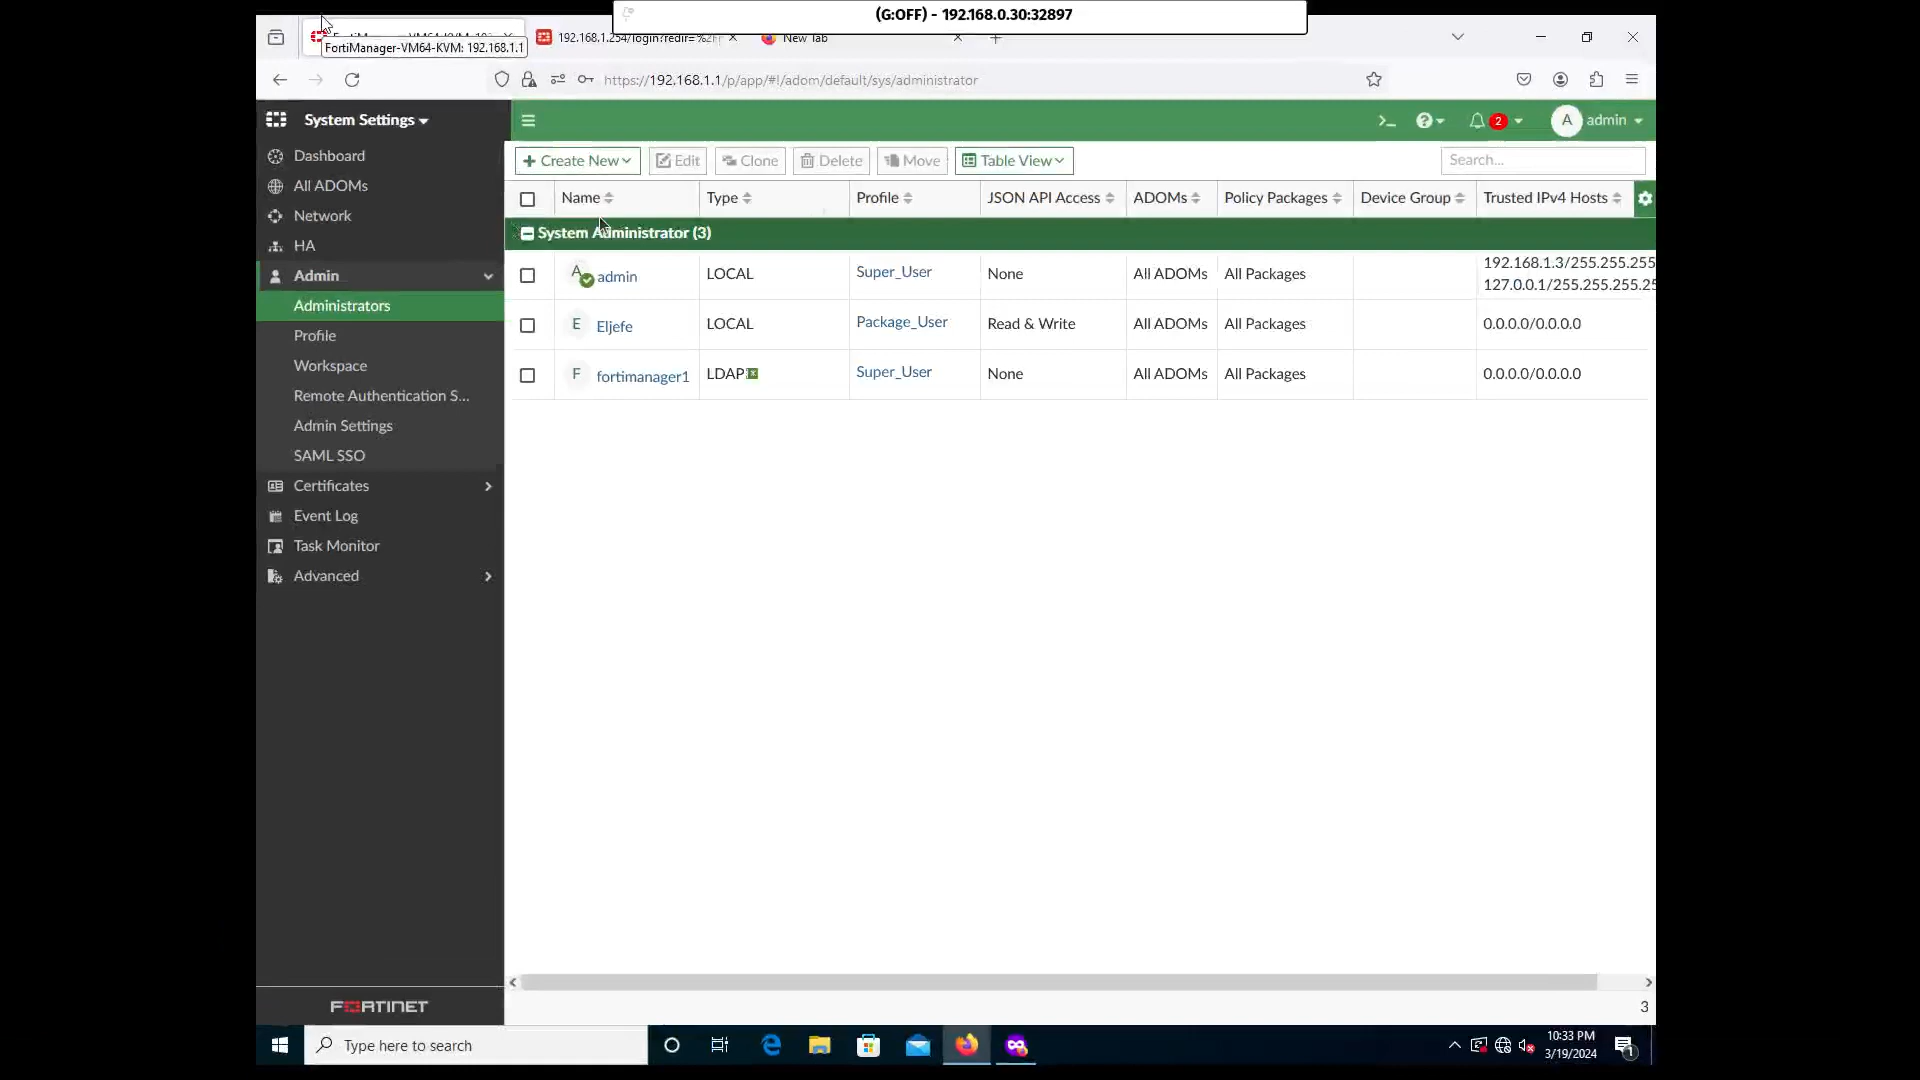 (G:OFF) - 192.168.0.30:32897
192.168.1.254/login?redir=%2F
New Tab
FortiManager-VM64-KVM: 192.168.1.1
https://192.168.1.1/p/app/#!/adom/default/sys/administrator
System Settings
2
A
admin
Dashboard
All ADOMs
Network
HA
Admin
Administrators
Profile
Workspace
Remote Authentication S...
Admin Settings
SAML SSO
Certificates
Event Log
Task Monitor
Advanced
FORTINET
Create New
Edit
Clone
Delete
Move
Table View
Search...
Name Type Profile JSON API Access ADOMs Policy Packages Device Group Trusted IPv4 Hosts
System Administrator (3)
A admin LOCAL Super_User None All ADOMs All Packages 192.168.1.3/255.255.255
127.0.0.1/255.255.255.25
E Eljefe LOCAL Package_User Read & Write All ADOMs All Packages 0.0.0.0/0.0.0.0
F fortimanager1 LDAP Super_User None All ADOMs All Packages 0.0.0.0/0.0.0.0
3
Type here to search
10:33 PM
3/19/2024
1